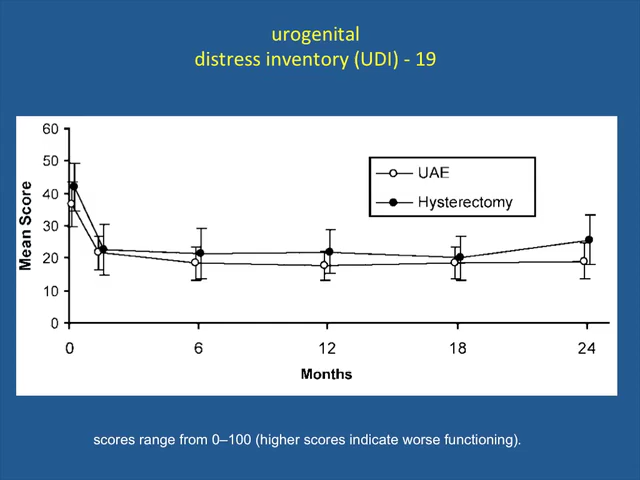 urogenital
distress inventory (UDI) - 19
60
50
40
30
20
10
0
Mean Score
UAE
Hysterectomy
0 6 12 18 24
Months
scores range from 0–100 (higher scores indicate worse functioning).